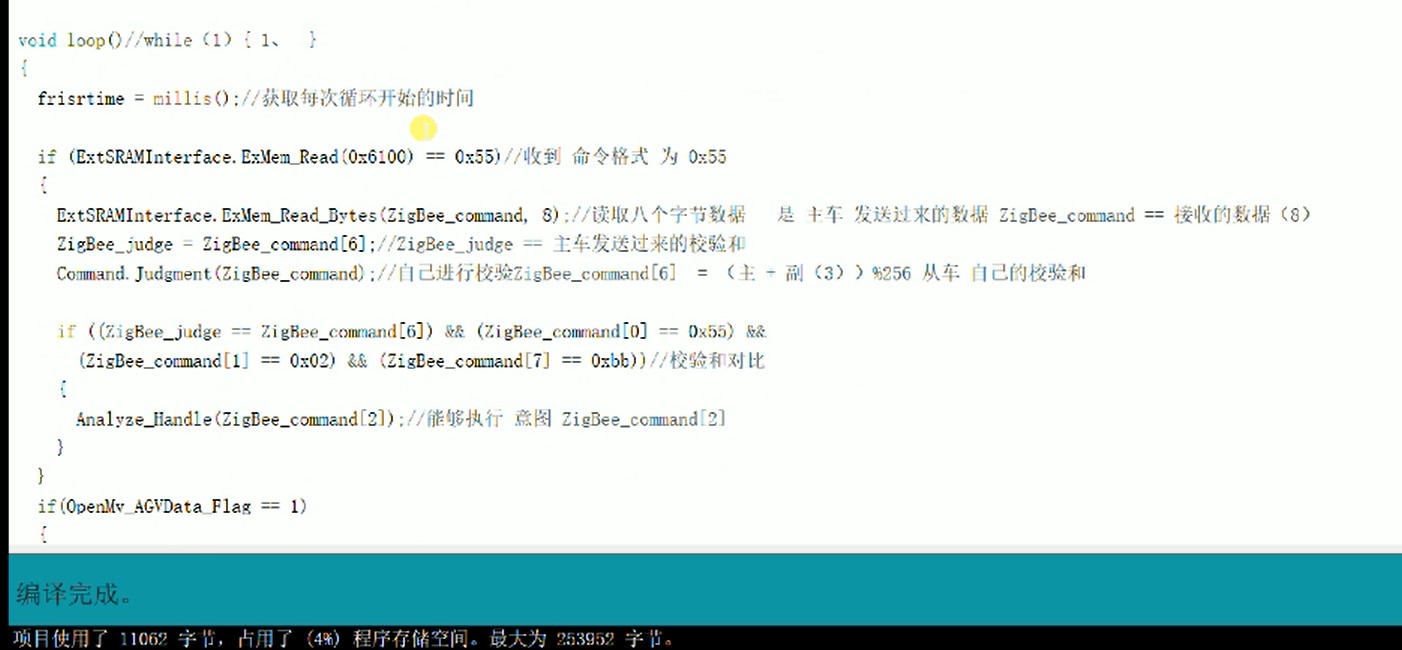 void loop()//while (1) { 1、 }
{
frisrtime = millis();//获取每次循环开始的时间
if (ExtSRAMInterface.ExMem_Read(0x6100) == 0x55)//收到 命令格式 为 0x55
{
ExtSRAMInterface.ExMem_Read_Bytes(ZigBee_command, 8);//读取八个字节数据 是 主车 发送过来的数据 ZigBee_command == 接收的数据（8）
ZigBee_judge = ZigBee_command[6];//ZigBee_judge == 主车发送过来的校验和
Command.Judgment(ZigBee_command);//自己进行校验ZigBee_command[6] = （主 + 副（3））%256 从车 自己的校验和
if ((ZigBee_judge == ZigBee_command[6]) && (ZigBee_command[0] == 0x55) &&
(ZigBee_command[1] == 0x02) && (ZigBee_command[7] == 0xbb))//校验和对比
{
Analyze_Handle(ZigBee_command[2]);//能够执行 意图 ZigBee_command[2]
}
}
if(OpenMv_AGVData_Flag == 1)
{
编译完成。
项目使用了 11062 字节，占用了 (4%) 程序存储空间。最大为 253952 字节。